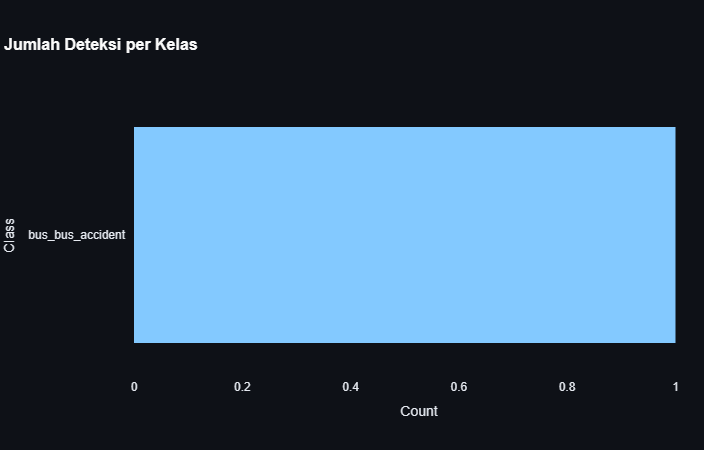 Jumlah Deteksi per Kelas
Class
bus_bus_accident
0 0.2 0.4 0.6 0.8 1
Count